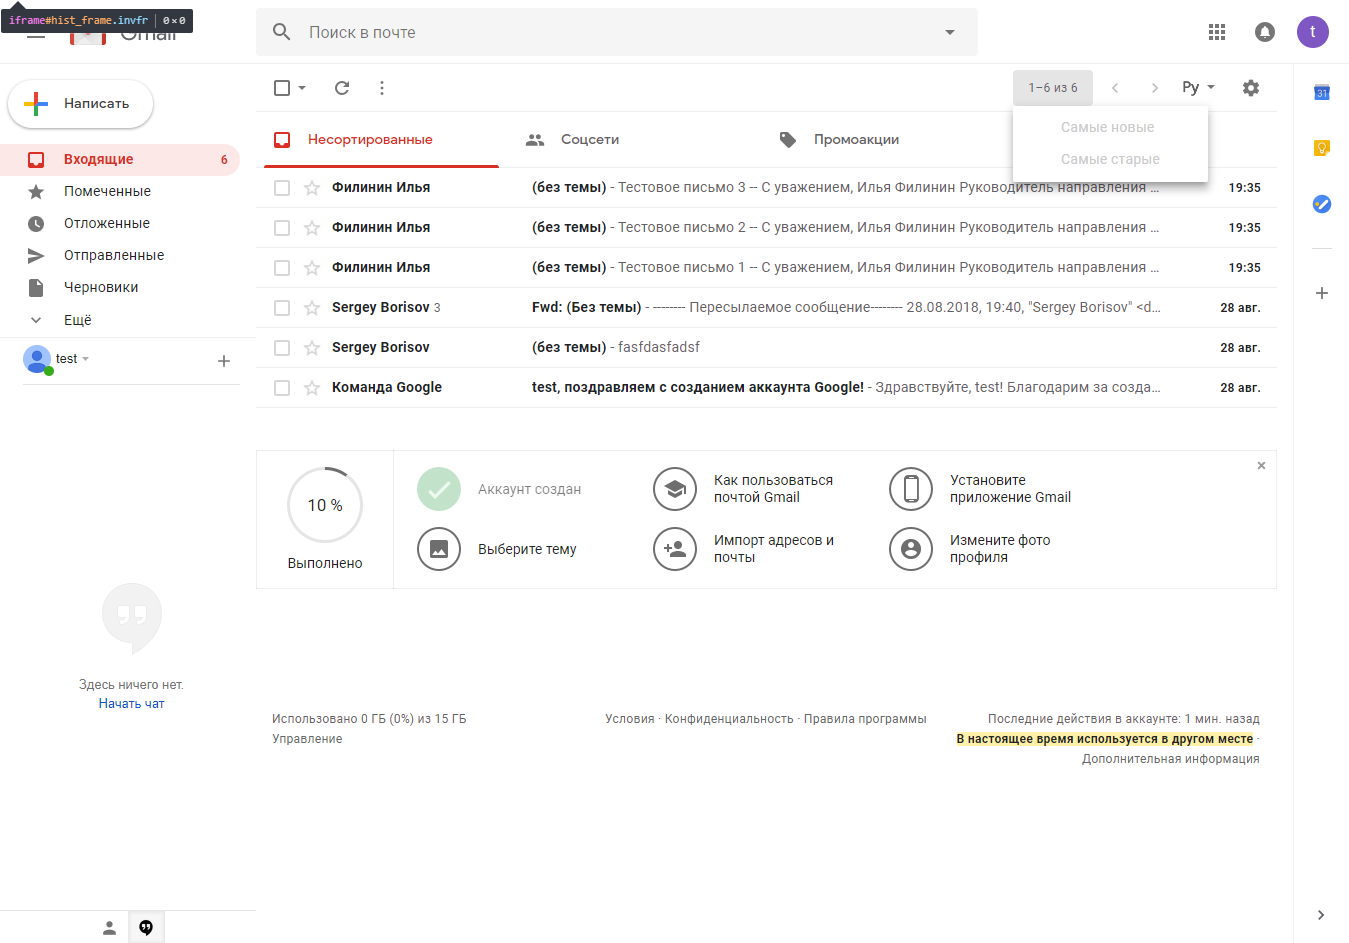 iframe#hist_frame.invfr | 0 × 0
Gmail
Поиск в почте
t
Написать
1–6 из 6
Ру
Самые новые
Самые старые
31
Несортированные
Соцсети
Промоакции
Входящие 6
Помеченные
Отложенные
Отправленные
Черновики
Ещё
test
Филинин Илья (без темы) - Тестовое письмо 3 -- С уважением, Илья Филинин Руководитель направления … 19:35
Филинин Илья (без темы) - Тестовое письмо 2 -- С уважением, Илья Филинин Руководитель направления … 19:35
Филинин Илья (без темы) - Тестовое письмо 1 -- С уважением, Илья Филинин Руководитель направления … 19:35
Sergey Borisov 3 Fwd: (Без темы) - -------- Пересылаемое сообщение-------- 28.08.2018, 19:40, "Sergey Borisov" <d… 28 авг.
Sergey Borisov (без темы) - fasfdasfadsf 28 авг.
Команда Google test, поздравляем с созданием аккаунта Google! - Здравствуйте, test! Благодарим за созда… 28 авг.
10 %
Выполнено
Аккаунт создан
Как пользоваться
почтой Gmail
Установите
приложение Gmail
Выберите тему
Импорт адресов и
почты
Измените фото
профиля
Здесь ничего нет.
Начать чат
Использовано 0 ГБ (0%) из 15 ГБ
Управление
Условия · Конфиденциальность · Правила программы
Последние действия в аккаунте: 1 мин. назад
В настоящее время используется в другом месте ·
Дополнительная информация